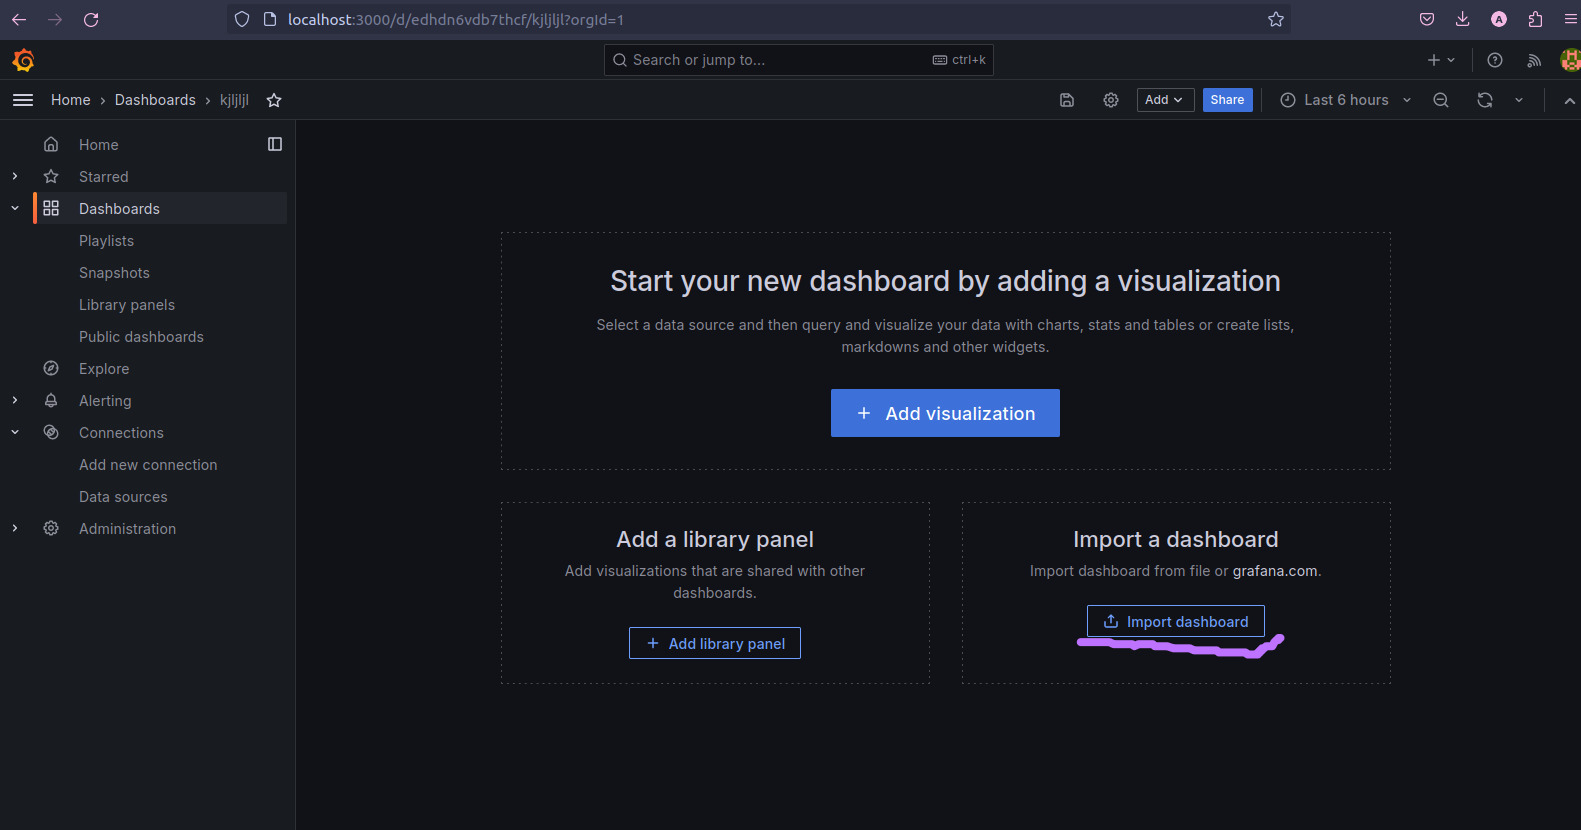 localhost:3000/d/edhdn6vdb7thcf/kjljljl?orgId=1
A
Search or jump to...
ctrl+k
Home › Dashboards › kjljljl
Add
Share
Last 6 hours
Home
Starred
Dashboards
Playlists
Snapshots
Library panels
Public dashboards
Explore
Alerting
Connections
Add new connection
Data sources
Administration
Start your new dashboard by adding a visualization
Select a data source and then query and visualize your data with charts, stats and tables or create lists,
markdowns and other widgets.
+ Add visualization
Add a library panel
Add visualizations that are shared with other
dashboards.
+ Add library panel
Import a dashboard
Import dashboard from file or grafana.com.
Import dashboard